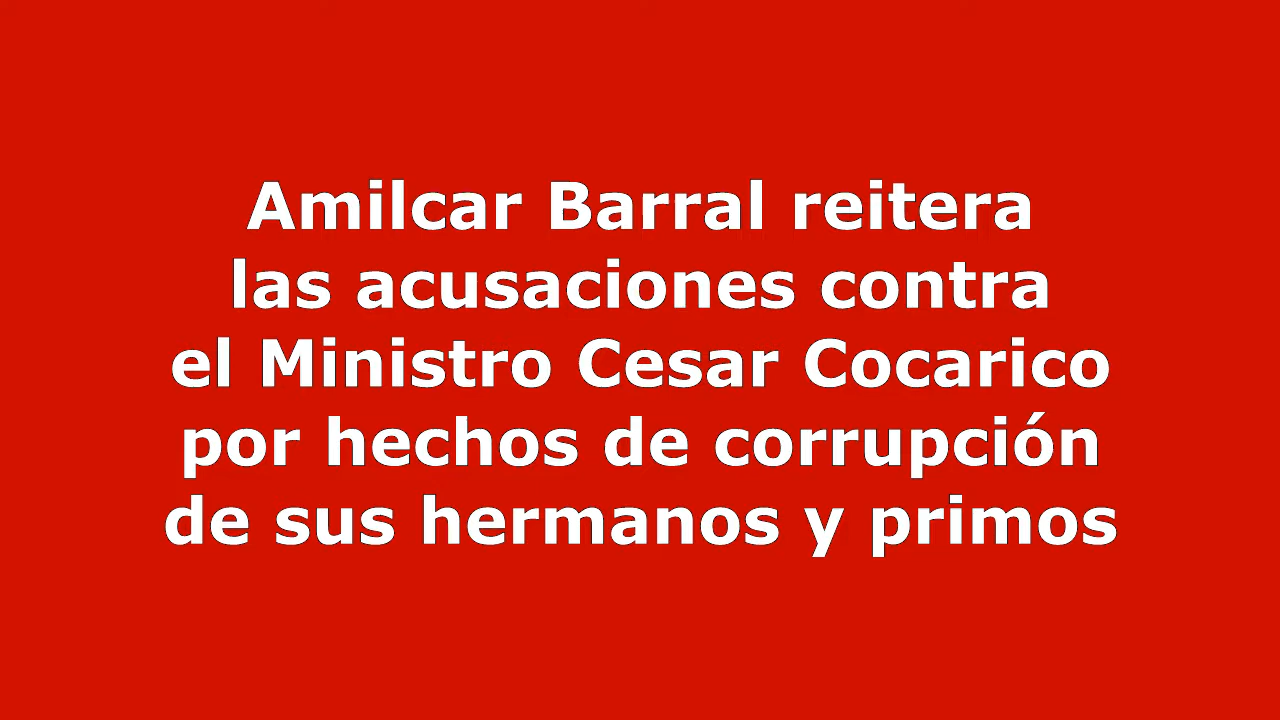 Amilcar Barral reitera
las acusaciones contra
el Ministro Cesar Cocarico
por hechos de corrupción
de sus hermanos y primos